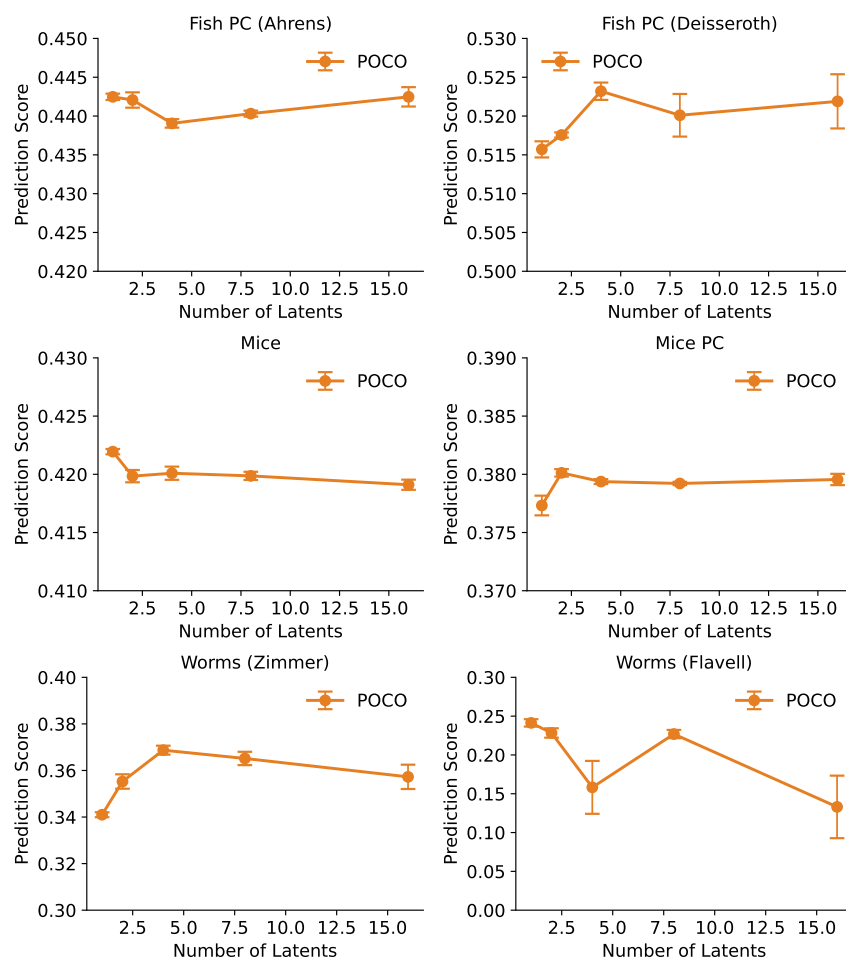 Fish PC (Ahrens)
0.450
0.445
0.440
0.435
0.430
0.425
0.420
Prediction Score
POCO
2.5 5.0 7.5 10.0 12.5 15.0
Number of Latents
Fish PC (Deisseroth)
0.530
0.525
0.520
0.515
0.510
0.505
0.500
Prediction Score
POCO
2.5 5.0 7.5 10.0 12.5 15.0
Number of Latents
Mice
0.430
0.425
0.420
0.415
0.410
Prediction Score
POCO
2.5 5.0 7.5 10.0 12.5 15.0
Number of Latents
Mice PC
0.390
0.385
0.380
0.375
0.370
Prediction Score
POCO
2.5 5.0 7.5 10.0 12.5 15.0
Number of Latents
Worms (Zimmer)
0.40
0.38
0.36
0.34
0.32
0.30
Prediction Score
POCO
2.5 5.0 7.5 10.0 12.5 15.0
Number of Latents
Worms (Flavell)
0.30
0.25
0.20
0.15
0.10
0.05
0.00
Prediction Score
POCO
2.5 5.0 7.5 10.0 12.5 15.0
Number of Latents